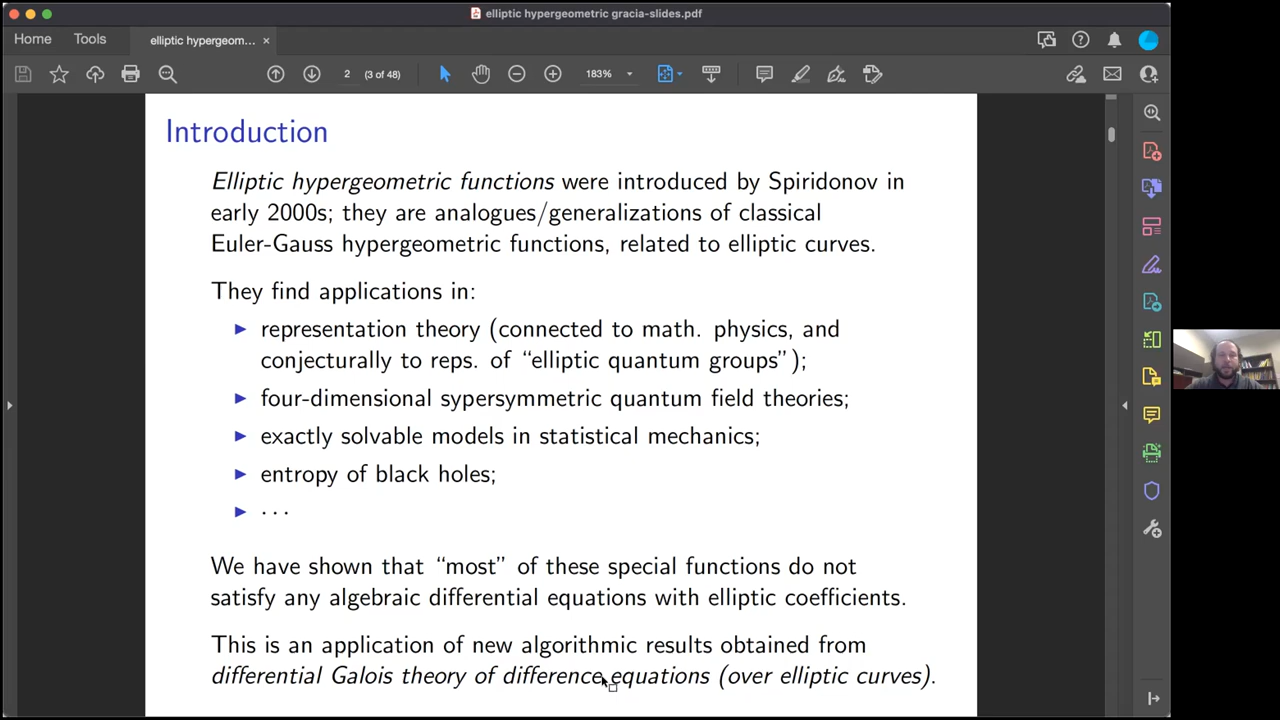 elliptic hypergeometric gracia-slides.pdf
Home Tools elliptic hypergeom... ×
2 (3 of 48) 183%
Introduction
Elliptic hypergeometric functions were introduced by Spiridonov in
early 2000s; they are analogues/generalizations of classical
Euler-Gauss hypergeometric functions, related to elliptic curves.
They find applications in:
▶ representation theory (connected to math. physics, and
conjecturally to reps. of “elliptic quantum groups”);
▶ four-dimensional sypersymmetric quantum field theories;
▶ exactly solvable models in statistical mechanics;
▶ entropy of black holes;
▶ · · ·
We have shown that “most” of these special functions do not
satisfy any algebraic differential equations with elliptic coefficients.
This is an application of new algorithmic results obtained from
differential Galois theory of difference equations (over elliptic curves).